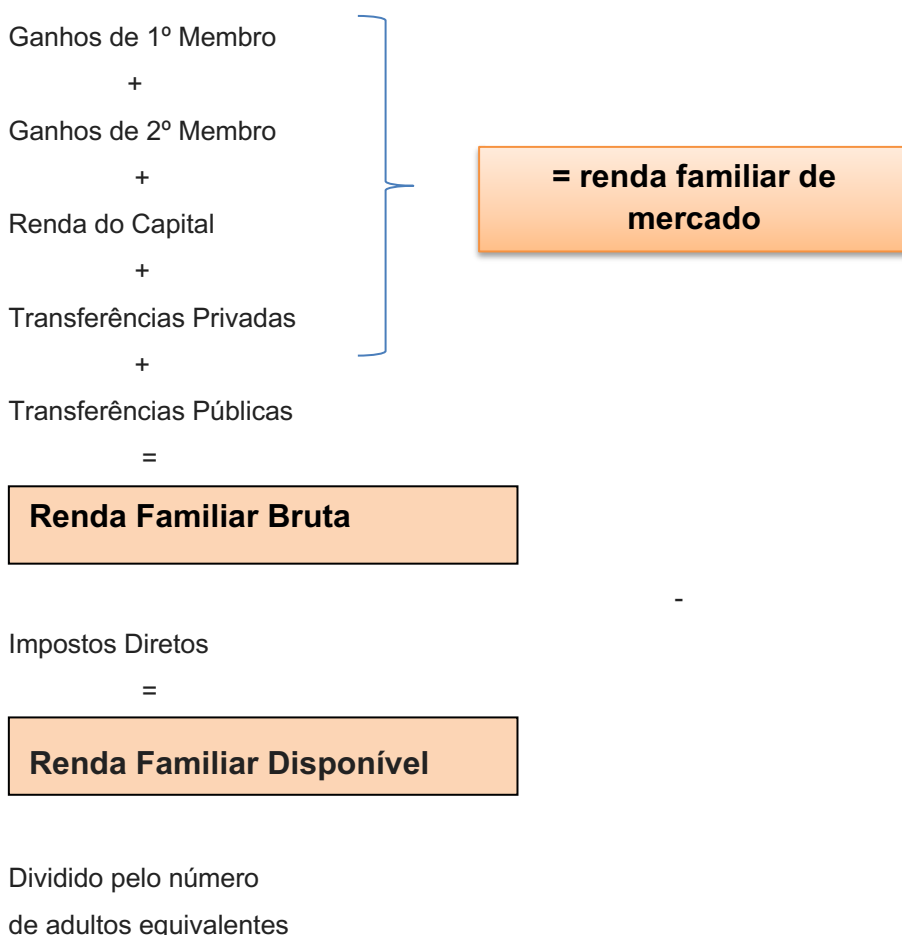 Ganhos de 1º Membro
+
Ganhos de 2º Membro
+
= renda familiar de
mercado
Renda do Capital
+
Transferências Privadas
+
Transferências Públicas
=
Renda Familiar Bruta
-
Impostos Diretos
=
Renda Familiar Disponível
Dividido pelo número
de adultos equivalentes